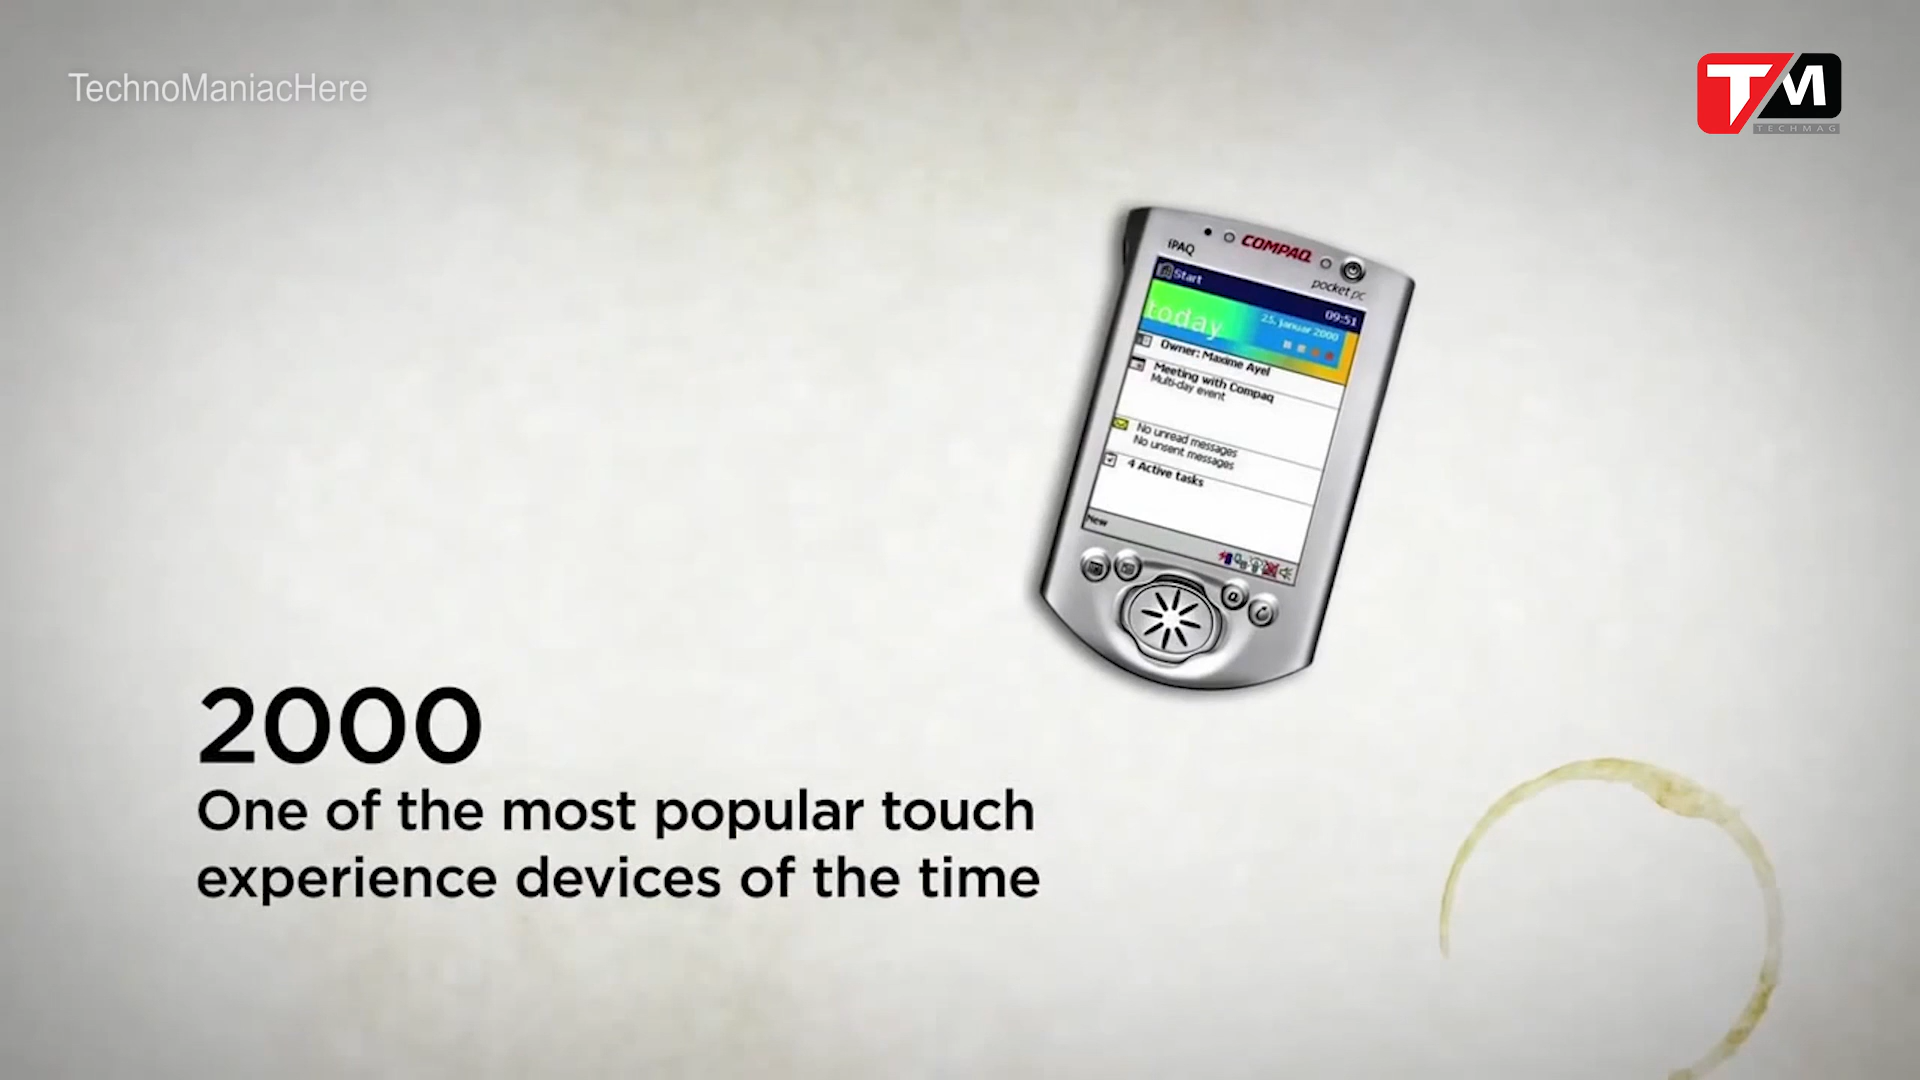 TechnoManiacHere
TM
TECHMAG
COMPAQ
iPAQ
pocket pc
Start
09:51
today
25. januar 2000
Owner: Maxime Ayel
Meeting with Compaq
Multi-day event
No unread messages
No unsent messages
4 Active tasks
New
2000
One of the most popular touch
experience devices of the time